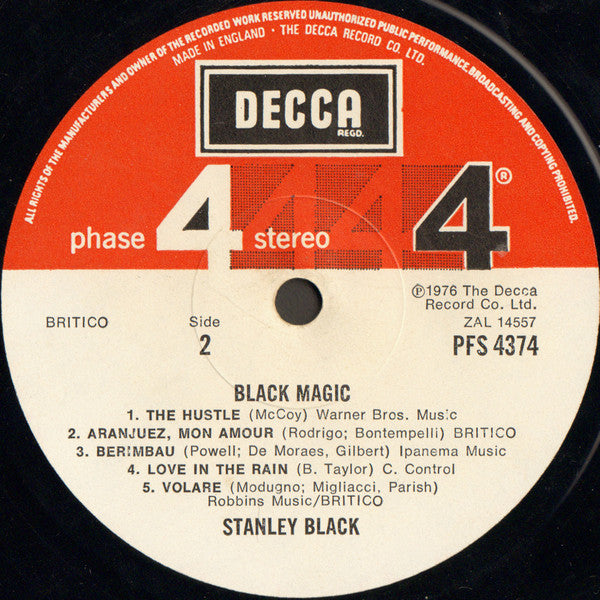 ALL RIGHTS OF THE MANUFACTURERS AND OWNER OF THE RECORDED WORK RESERVED UNAUTHORIZED PUBLIC PERFORMANCE, BROADCASTING AND COPYING PROHIBITED.
MADE IN ENGLAND · THE DECCA RECORD CO. LTD.
DECCA
REGD.
phase 4 stereo 4 4 4 ®
℗1976 The Decca
Record Co. Ltd.
BRITICO Side ZAL 14557
2 PFS 4374
BLACK MAGIC
1. THE HUSTLE (McCoy) Warner Bros. Music
2. ARANJUEZ, MON AMOUR (Rodrigo; Bontempelli) BRITICO
3. BERIMBAU (Powell; De Moraes, Gilbert) Ipanema Music
4. LOVE IN THE RAIN (B. Taylor) C. Control
5. VOLARE (Modugno; Migliacci, Parish)
Robbins Music/BRITICO
STANLEY BLACK